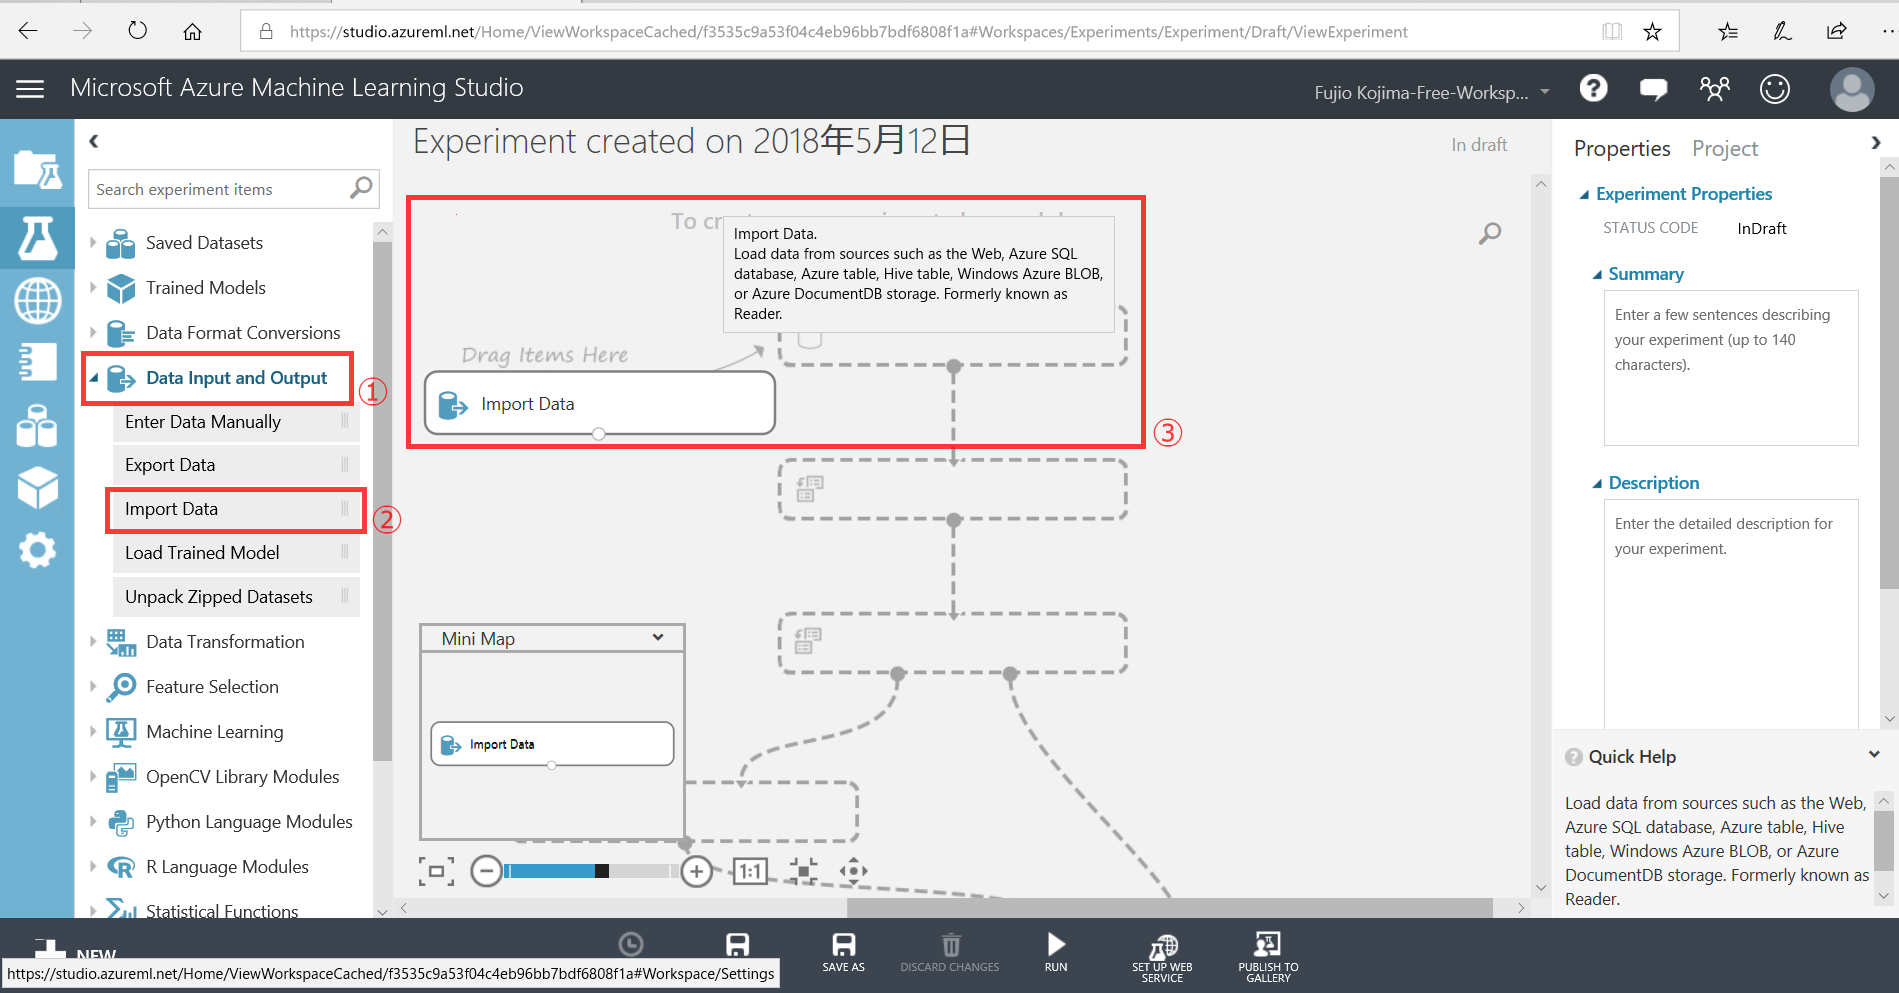 https://studio.azureml.net/Home/ViewWorkspaceCached/f3535c9a53f04c4eb96bb7bdf6808f1a#Workspaces/Experiments/Experiment/Draft/ViewExperiment
Microsoft Azure Machine Learning Studio
Fujio Kojima-Free-Worksp...
Experiment created on 2018年5月12日
In draft
Search experiment items
Saved Datasets
Trained Models
Data Format Conversions
Data Input and Output
①
Enter Data Manually
Export Data
Import Data
②
Load Trained Model
Unpack Zipped Datasets
Data Transformation
Feature Selection
Machine Learning
OpenCV Library Modules
Python Language Modules
R Language Modules
Statistical Functions
To
Import Data.
Load data from sources such as the Web, Azure SQL
database, Azure table, Hive table, Windows Azure BLOB,
or Azure DocumentDB storage. Formerly known as
Reader.
Drag Items Here
Import Data
③
Mini Map
Import Data
1:1
Properties
Project
Experiment Properties
STATUS CODE
InDraft
Summary
Enter a few sentences describing
your experiment (up to 140
characters).
Description
Enter the detailed description for
your experiment.
Quick Help
Load data from sources such as the Web,
Azure SQL database, Azure table, Hive
table, Windows Azure BLOB, or Azure
DocumentDB storage. Formerly known as
Reader.
NEW
SAVE AS
DISCARD CHANGES
RUN
SET UP WEB
SERVICE
PUBLISH TO
GALLERY
https://studio.azureml.net/Home/ViewWorkspaceCached/f3535c9a53f04c4eb96bb7bdf6808f1a#Workspace/Settings